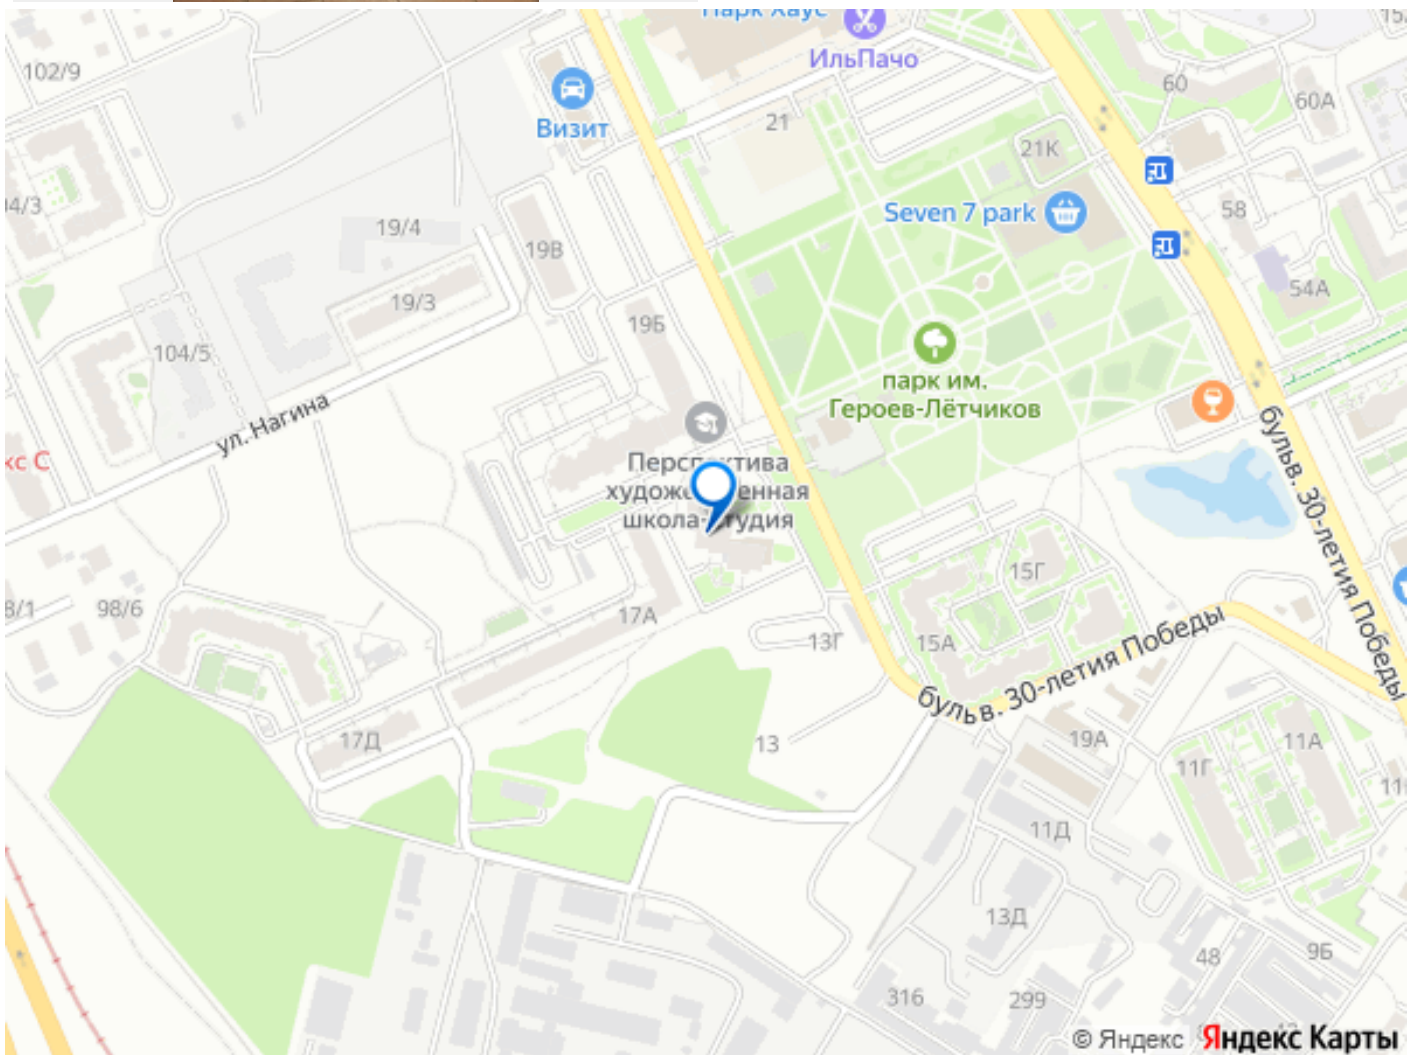 Парк Хаус
ИльПачо
102/9
Визит
21
60
60А
21К
Seven 7 park
58
54А
94/3
19/4
19В
19/3
19Б
104/5
парк им.
Героев-Лётчиков
ул. Нагина
кс С
Перспектива
художественная
школа-студия
бульв. 30-летия Победы
15Г
98/6
17А
13Г
15А
бульв. 30-летия Победы
17Д
13
19А
11А
11Г
11Д
13Д
48
9Б
316
299
© Яндекс Яндекс Карты